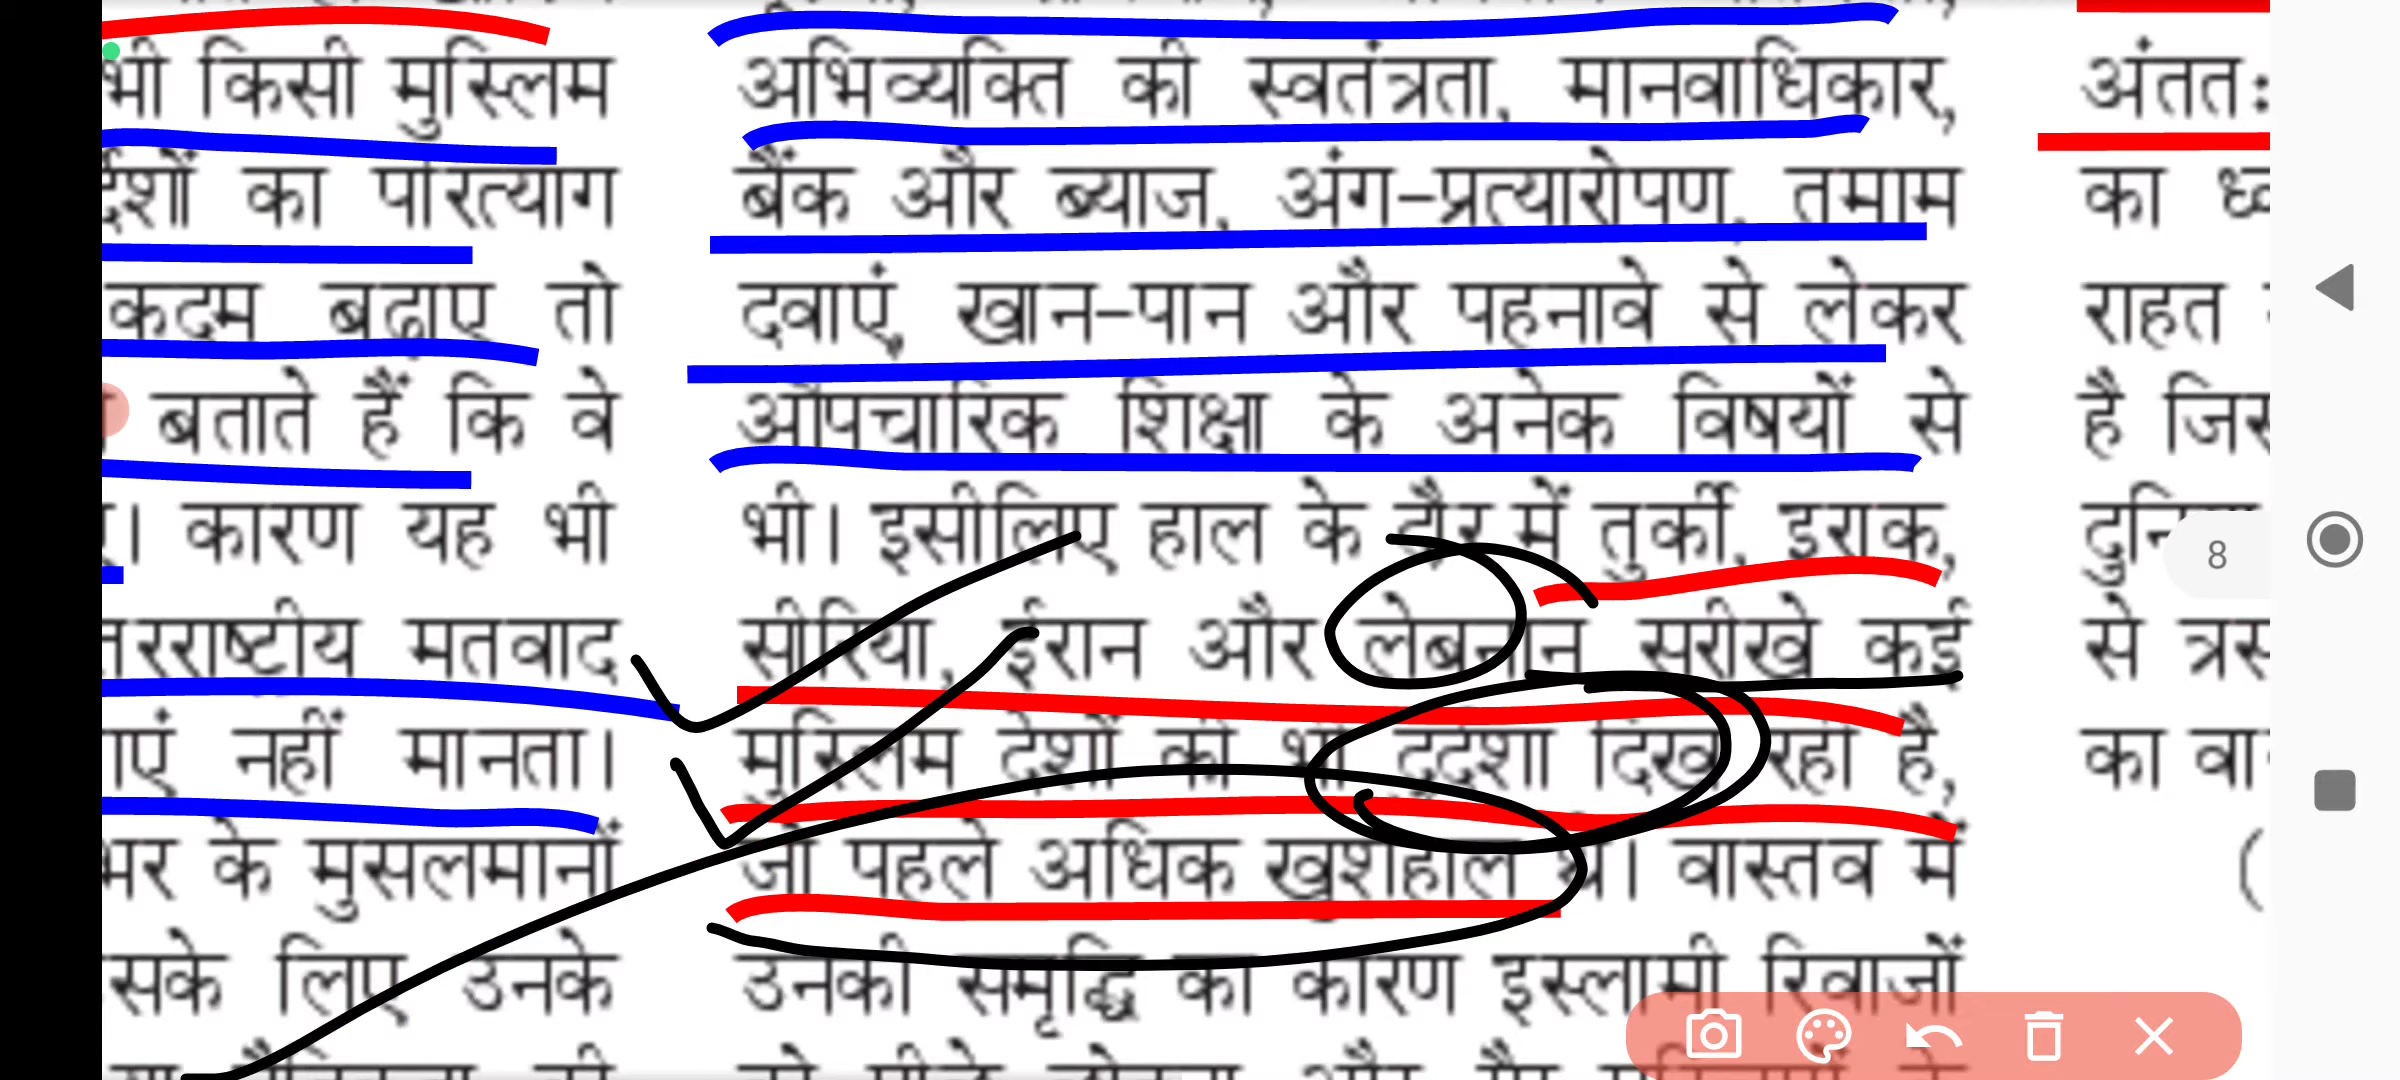 भी किसी मुस्लिम
का परित्याग
कदम बढ़ाए तो
बताते हैं कि वे
। कारण यह भी
मतवाद
नहीं मानता।
के मुसलमानों
लिए उनके
अभिव्यक्ति की स्वतंत्रता, मानवाधिकार,
बैंक और ब्याज, अंग-प्रत्यारोपण, तमाम
दवाएं, खान-पान और पहनावे से लेकर
औपचारिक शिक्षा के अनेक विषयों से
भी। इसीलिए हाल के दौर में तुर्की, इराक,
सीरिया, ईरान और लेबनान सरीखे कई
मुस्लिम देशों की भी दुर्दशा दिख रही है,
जो पहले अधिक खुशहाल थे। वास्तव में
उनकी समृद्धि का कारण इस्लामी रिवाजों
अंततः
का
राहत
है
से
का
(
8